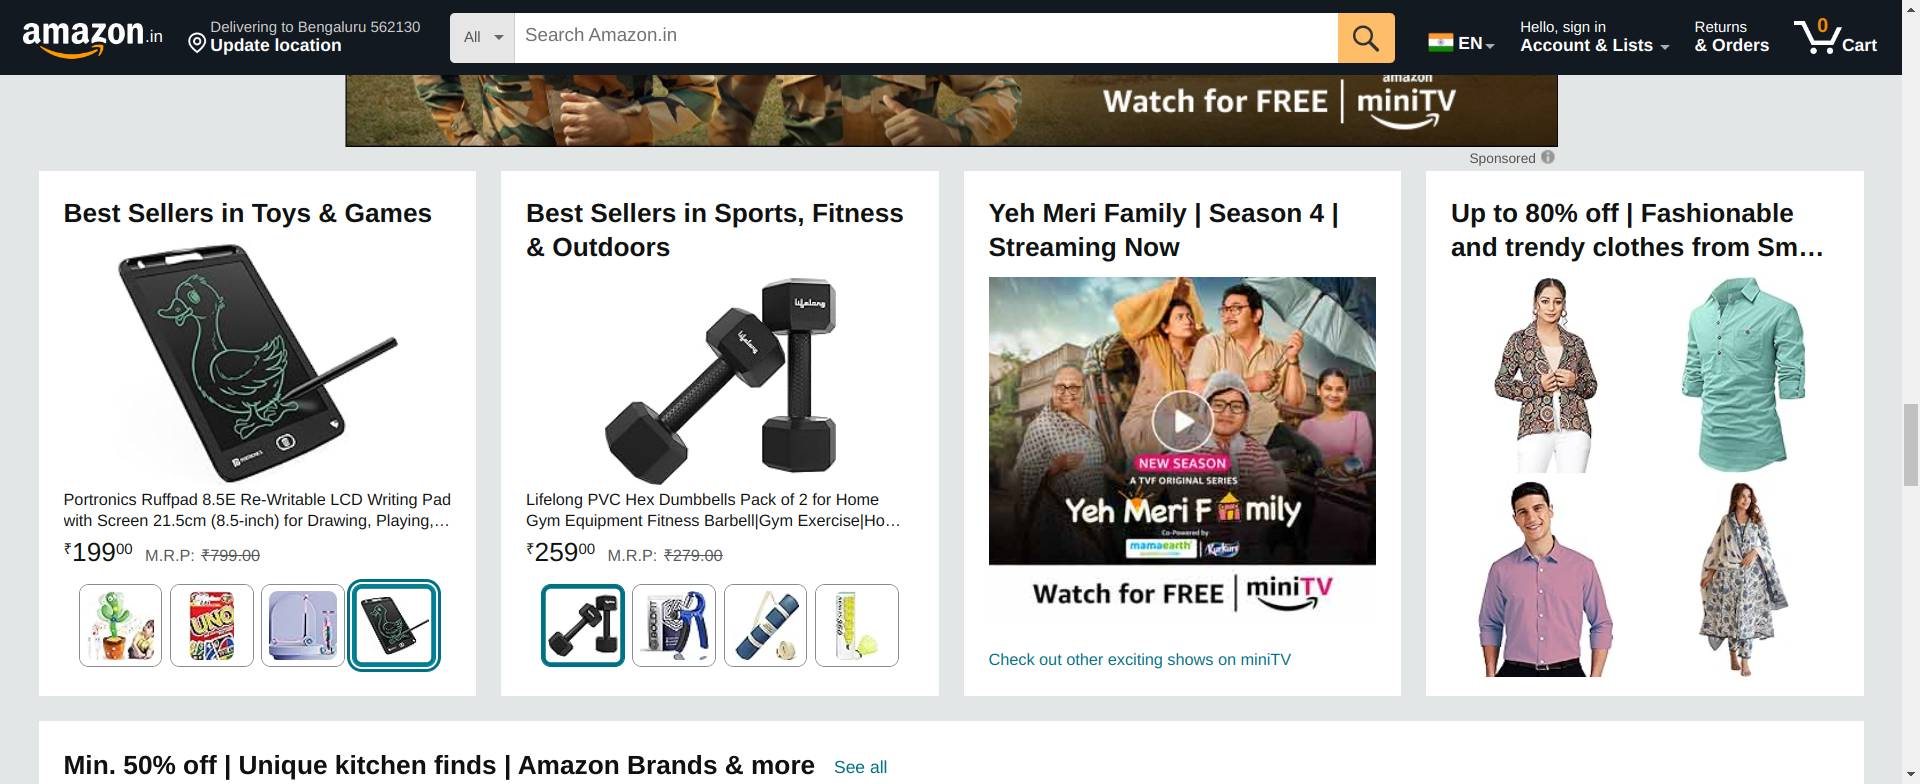 amazon.in
Delivering to Bengaluru 562130
Update location
All
Search Amazon.in
EN
Hello, sign in
Account & Lists
Returns
& Orders
0
Cart
amazon
Watch for FREE | miniTV
Sponsored
Best Sellers in Toys & Games
PORTRONICS
Portronics Ruffpad 8.5E Re-Writable LCD Writing Pad
with Screen 21.5cm (8.5-inch) for Drawing, Playing,…
₹19900 M.R.P: ₹799.00
UNO
Best Sellers in Sports, Fitness
& Outdoors
Lifelong
Lifelong
Lifelong PVC Hex Dumbbells Pack of 2 for Home
Gym Equipment Fitness Barbell|Gym Exercise|Ho…
₹25900 M.R.P: ₹279.00
BOLDFIT
Yeh Meri Family | Season 4 |
Streaming Now
NEW SEASON
A TVF ORIGINAL SERIES
Yeh Meri Family
Co-Powered by
mamaearth
Kurkure
Watch for FREE | miniTV
Check out other exciting shows on miniTV
Up to 80% off | Fashionable
and trendy clothes from Sm…
Min. 50% off | Unique kitchen finds | Amazon Brands & more See all